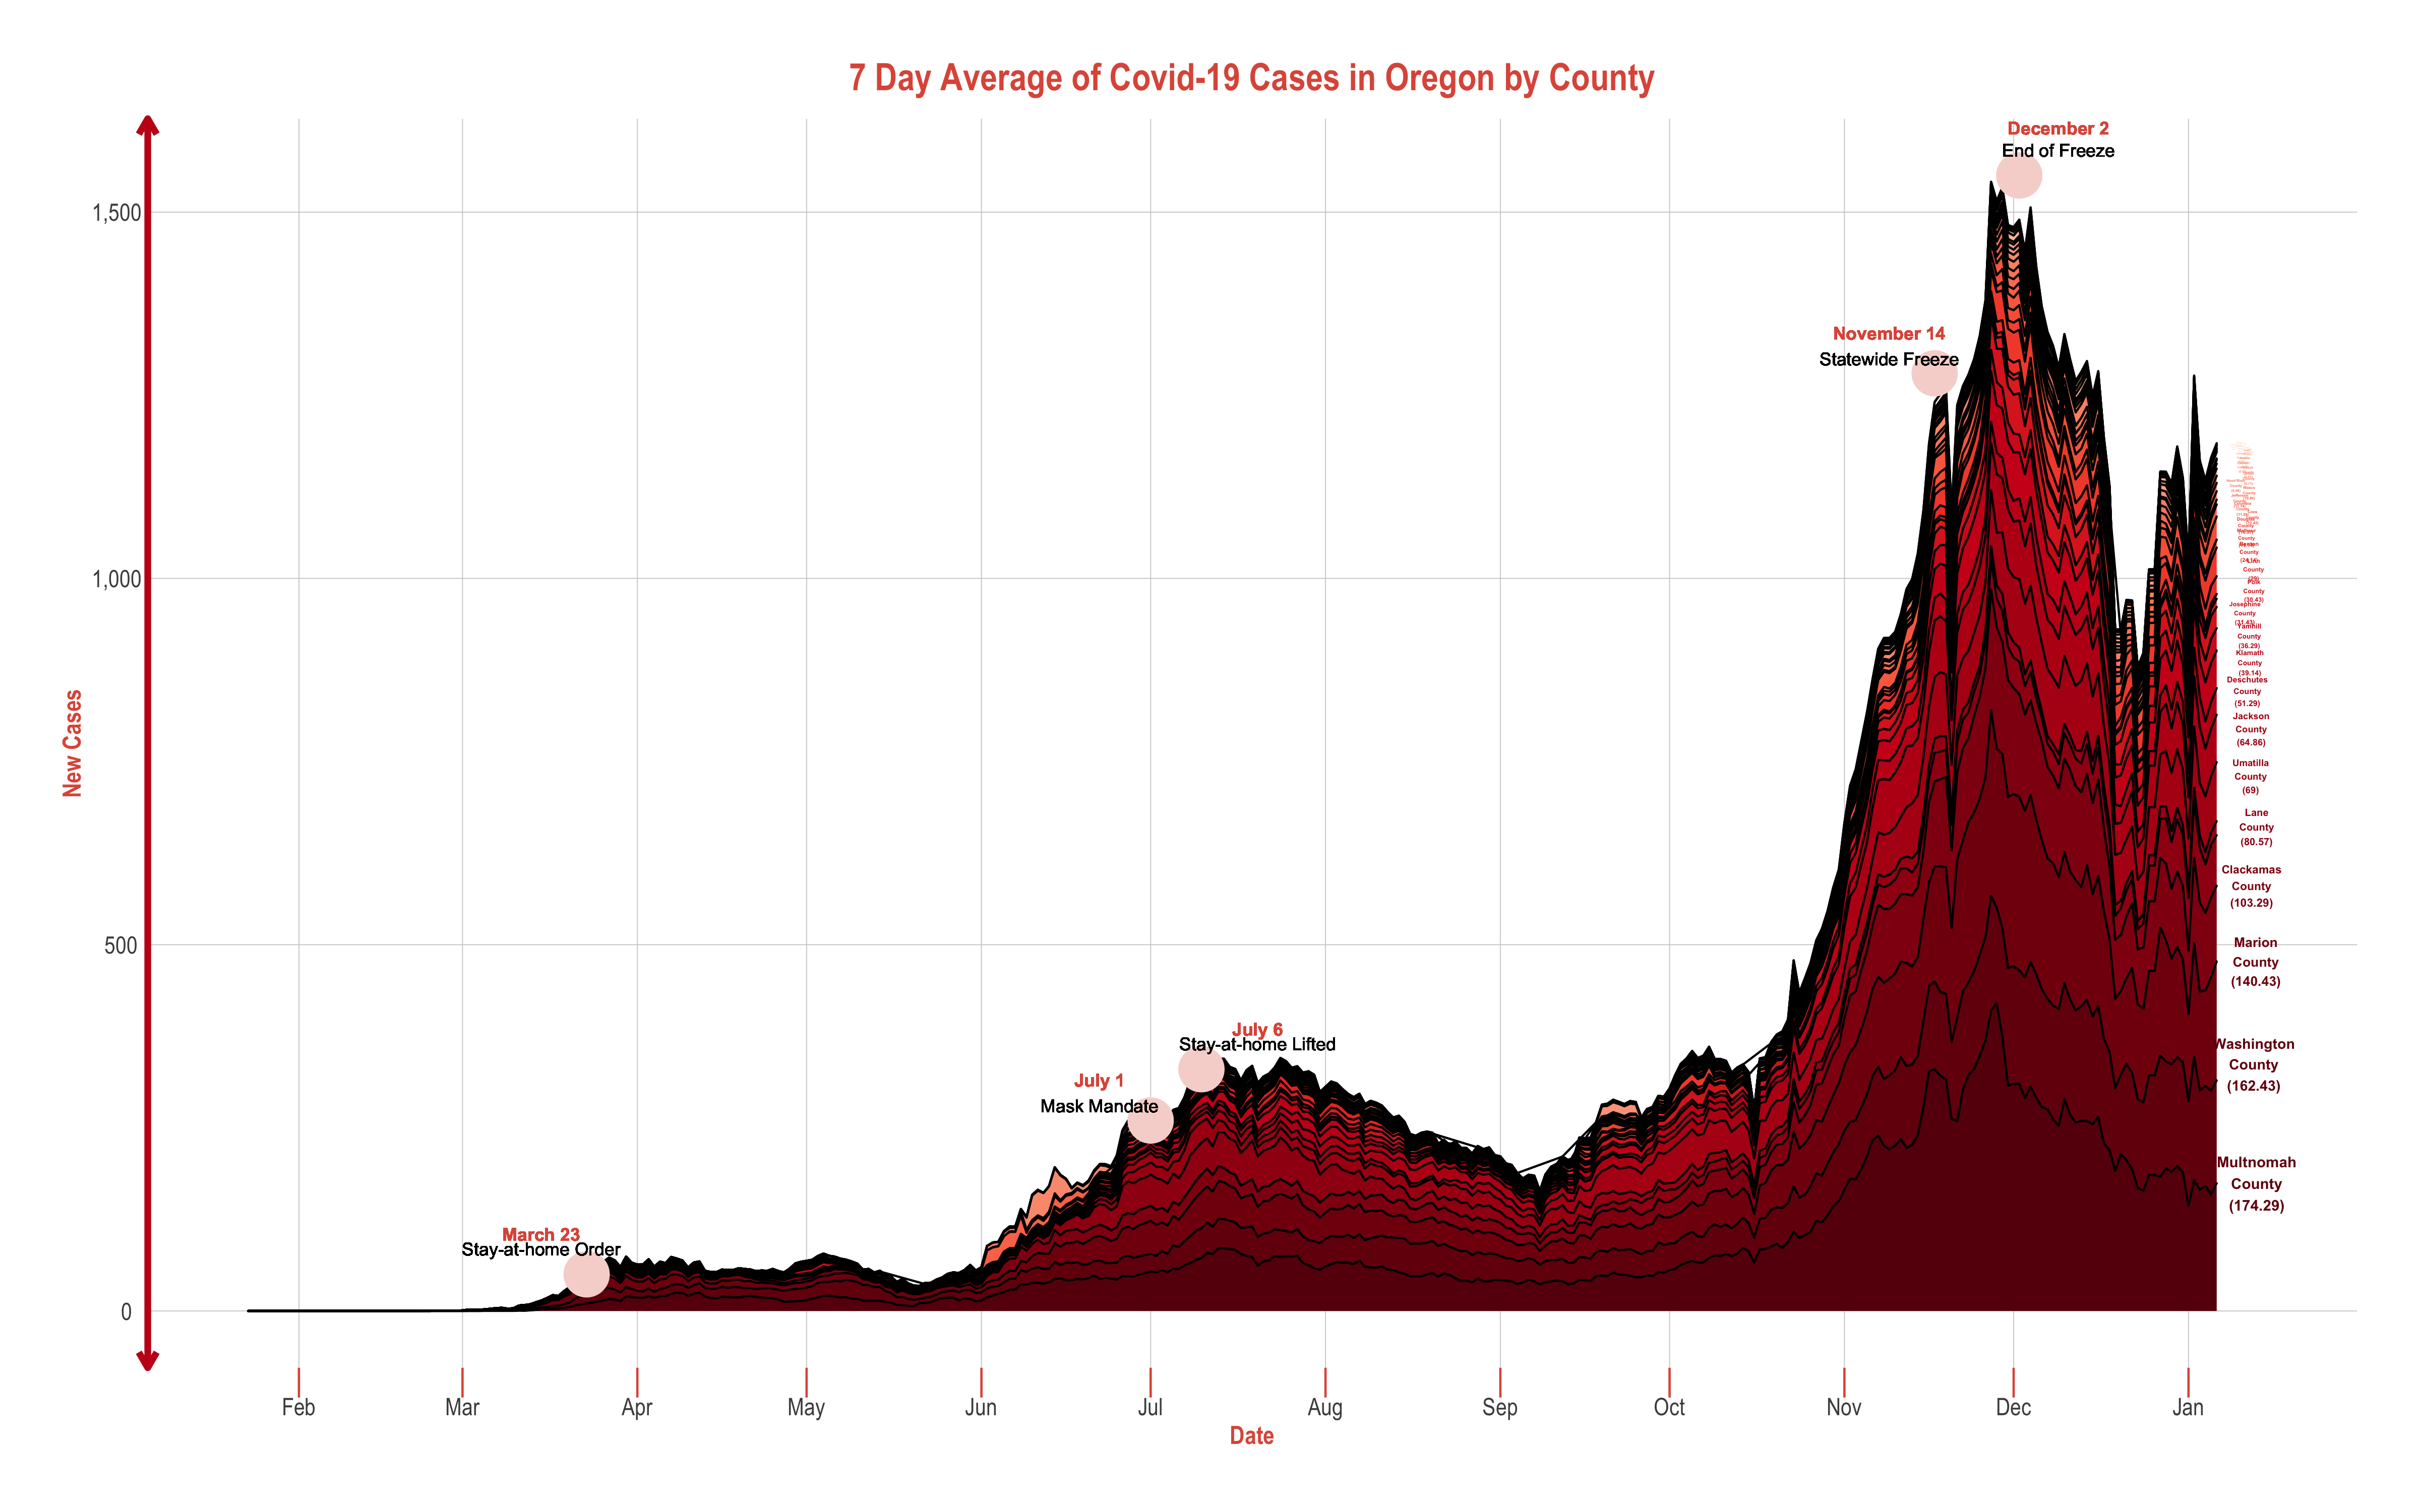 7 Day Average of Covid-19 Cases in Oregon by County
December 2
End of Freeze
1,500
November 14
Statewide Freeze
1,000
Benton
County
County
Polk
County
(30.43)
Josephine
County
(31.43)
Yamhill
County
(36.29)
Klamath
County
(39.14)
Deschutes
County
(51.29)
Jackson
County
(64.86)
Umatilla
County
(69)
Lane
County
(80.57)
Clackamas
County
(103.29)
500
Marion
County
(140.43)
New Cases
July 6
Stay-at-home Lifted
Washington
County
(162.43)
July 1
Mask Mandate
Multnomah
County
(174.29)
March 23
Stay-at-home Order
0
Feb Mar Apr May Jun Jul Aug Sep Oct Nov Dec Jan
Date